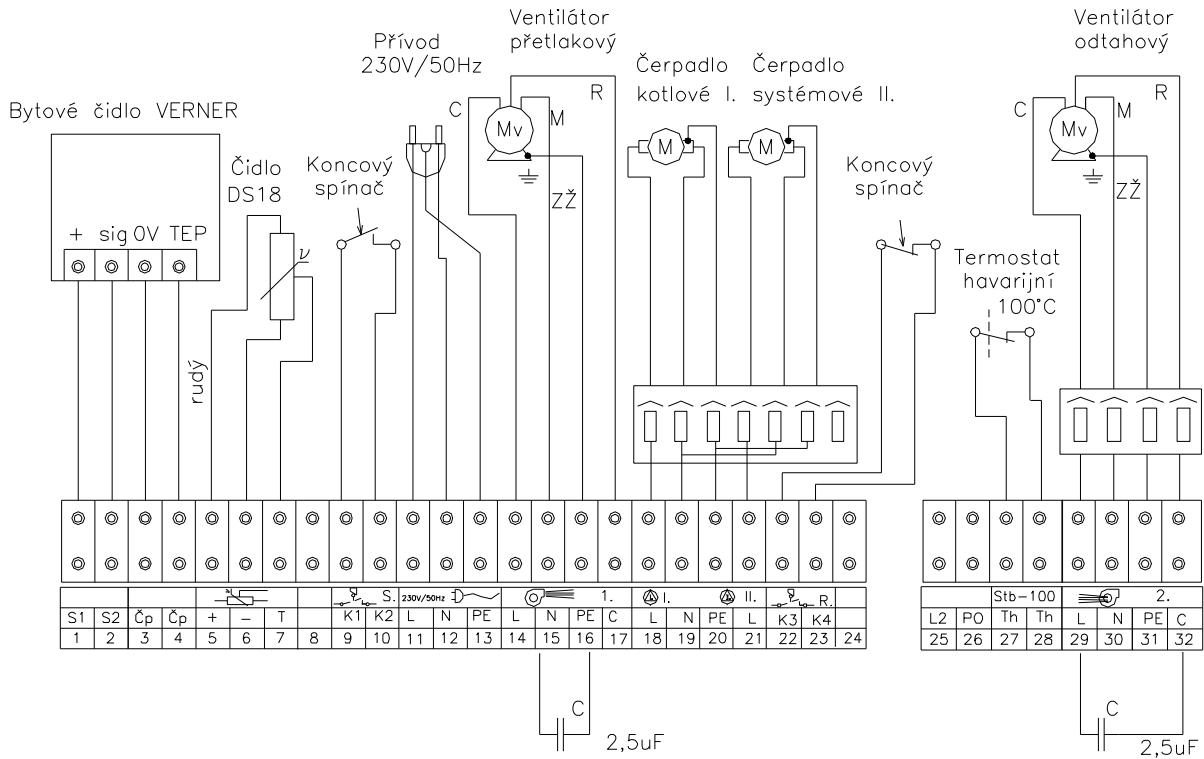 Ventilátor
přetlakový
Ventilátor
odtahový
Přívod
230V/50Hz
Čerpadlo
kotlové I.
Čerpadlo
systémové II.
C
R
M
Mv
ZŽ
M
M
C
R
M
Mv
ZŽ
Bytové čidlo VERNER
Čidlo
DS18
Koncový
spínač
Koncový
spínač
+ sig 0V TEP
ν
Termostat
havarijní
100°C
rudý
S. 230V/50Hz 1. I. II. R.
S1 S2 Čp Čp + – T K1 K2 L N PE L N PE C L N PE L K3 K4
1 2 3 4 5 6 7 8 9 10 11 12 13 14 15 16 17 18 19 20 21 22 23 24
Stb-100 2.
L2 PO Th Th L N PE C
25 26 27 28 29 30 31 32
C
2,5uF
C
2,5uF